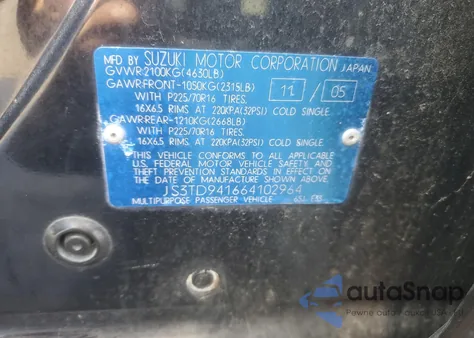 MFD BY SUZUKI MOTOR CORPORATION JAPAN
GVWR:2100KG(4630LB)
GAWR:FRONT-1050KG(2315LB) 11 / 05
WITH P225/70R16 TIRES.
16X6.5 RIMS AT 220KPA(32PSI) COLD SINGLE.
GAWR:REAR-1210KG(2668LB)
WITH P225/70R16 TIRES.
16X6.5 RIMS AT 220KPA(32PSI) COLD SINGLE.
THIS VEHICLE CONFORMS TO ALL APPLICABLE
U.S. FEDERAL MOTOR VEHICLE SAFETY AND
THEFT PREVENTION STANDARDS IN EFFECT ON
THE DATE OF MANUFACTURE SHOWN ABOVE.
JS3TD941664102964
MULTIPURPOSE PASSENGER VEHICLE
autoSnap
Pewne auto